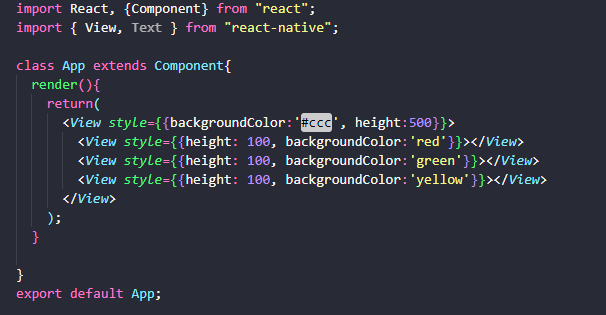 import React, {Component} from "react";
import { View, Text } from "react-native";
class App extends Component{
render(){
return(
<View style={{backgroundColor:'#ccc', height:500}}>
<View style={{height: 100, backgroundColor:'red'}}></View>
<View style={{height: 100, backgroundColor:'green'}}></View>
<View style={{height: 100, backgroundColor:'yellow'}}></View>
</View>
);
}
}
export default App;